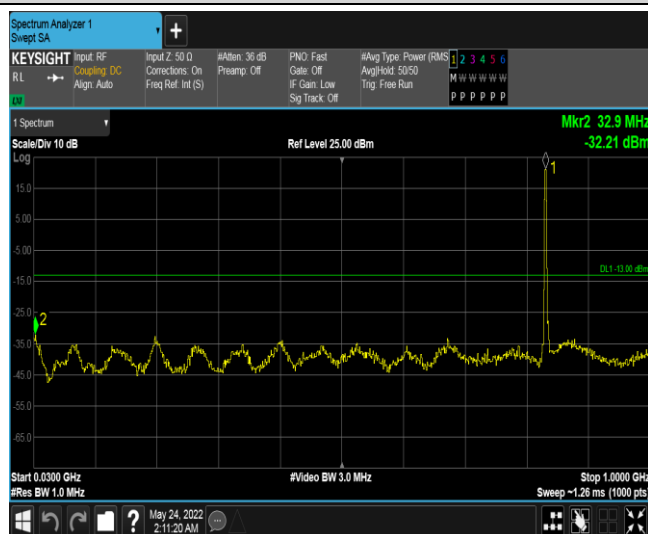 Spectrum Analyzer 1
Swept SA
+
KEYSIGHT
RL
Input: RF
Coupling: DC
Align: Auto
Input Z: 50 Ω
Corrections: On
Freq Ref: Int (S)
#Atten: 36 dB
Preamp: Off
PNO: Fast
Gate: Off
IF Gain: Low
Sig Track: Off
#Avg Type: Power (RMS
Avg|Hold: 50/50
Trig: Free Run
1 2 3 4 5 6
M W W W W W
P P P P P P
1 Spectrum
Mkr2 32.9 MHz
Scale/Div 10 dB
Ref Level 25.00 dBm
-32.21 dBm
Log
1
15.0
5.00
-5.00
DL1 -13.00 dBm
-15.0
-25.0
2
-35.0
-45.0
-55.0
-65.0
Start 0.0300 GHz
#Video BW 3.0 MHz
Stop 1.0000 GHz
#Res BW 1.0 MHz
Sweep ~1.26 ms (1000 pts)
?
May 24, 2022
2:11:20 AM